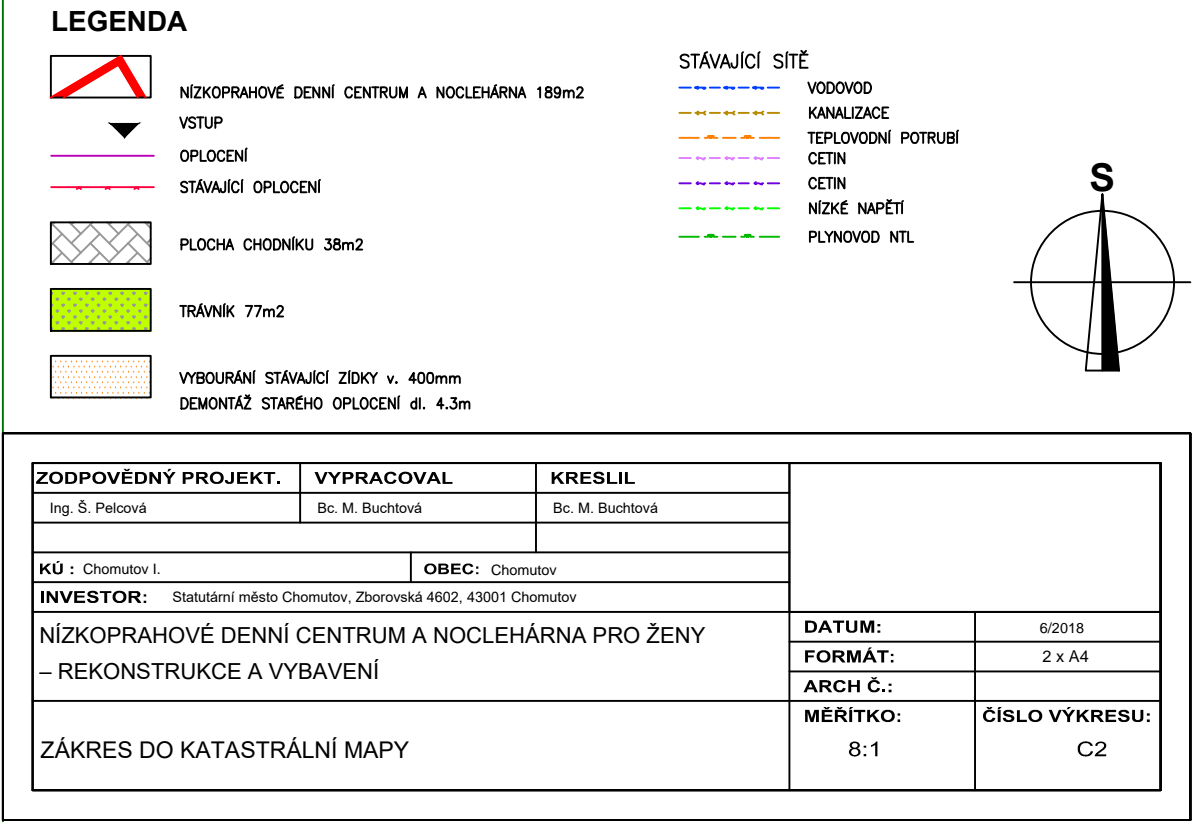 LEGENDA
NÍZKOPRAHOVÉ DENNÍ CENTRUM A NOCLEHÁRNA 189m2
VSTUP
OPLOCENÍ
STÁVAJÍCÍ OPLOCENÍ
PLOCHA CHODNÍKU 38m2
TRÁVNÍK 77m2
VYBOURÁNÍ STÁVAJÍCÍ ZÍDKY v. 400mm
DEMONTÁŽ STARÉHO OPLOCENÍ dl. 4.3m
STÁVAJÍCÍ SÍTĚ
VODOVOD
KANALIZACE
TEPLOVODNÍ POTRUBÍ
CETIN
CETIN
NÍZKÉ NAPĚTÍ
PLYNOVOD NTL
S
ZODPOVĚDNÝ PROJEKT. VYPRACOVAL KRESLIL
Ing. Š. Pelcová Bc. M. Buchtová Bc. M. Buchtová
KÚ : Chomutov I. OBEC: Chomutov
INVESTOR: Statutární město Chomutov, Zborovská 4602, 43001 Chomutov
NÍZKOPRAHOVÉ DENNÍ CENTRUM A NOCLEHÁRNA PRO ŽENY
– REKONSTRUKCE A VYBAVENÍ
DATUM: 6/2018
FORMÁT: 2 x A4
ARCH Č.:
ZÁKRES DO KATASTRÁLNÍ MAPY
MĚŘÍTKO: ČÍSLO VÝKRESU:
8:1 C2